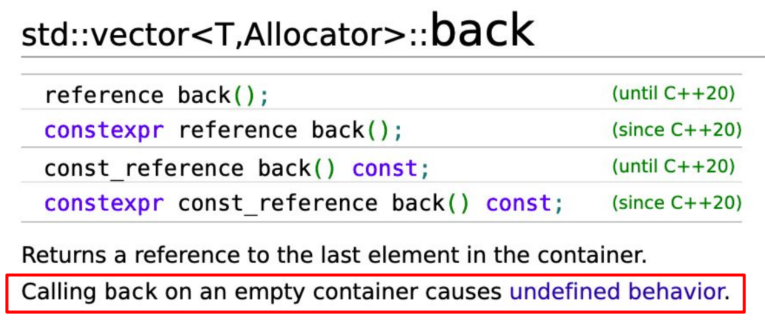 std::vector<T,Allocator>::back
reference back(); (until C++20)
constexpr reference back(); (since C++20)
const_reference back() const; (until C++20)
constexpr const_reference back() const; (since C++20)
Returns a reference to the last element in the container.
Calling back on an empty container causes undefined behavior.